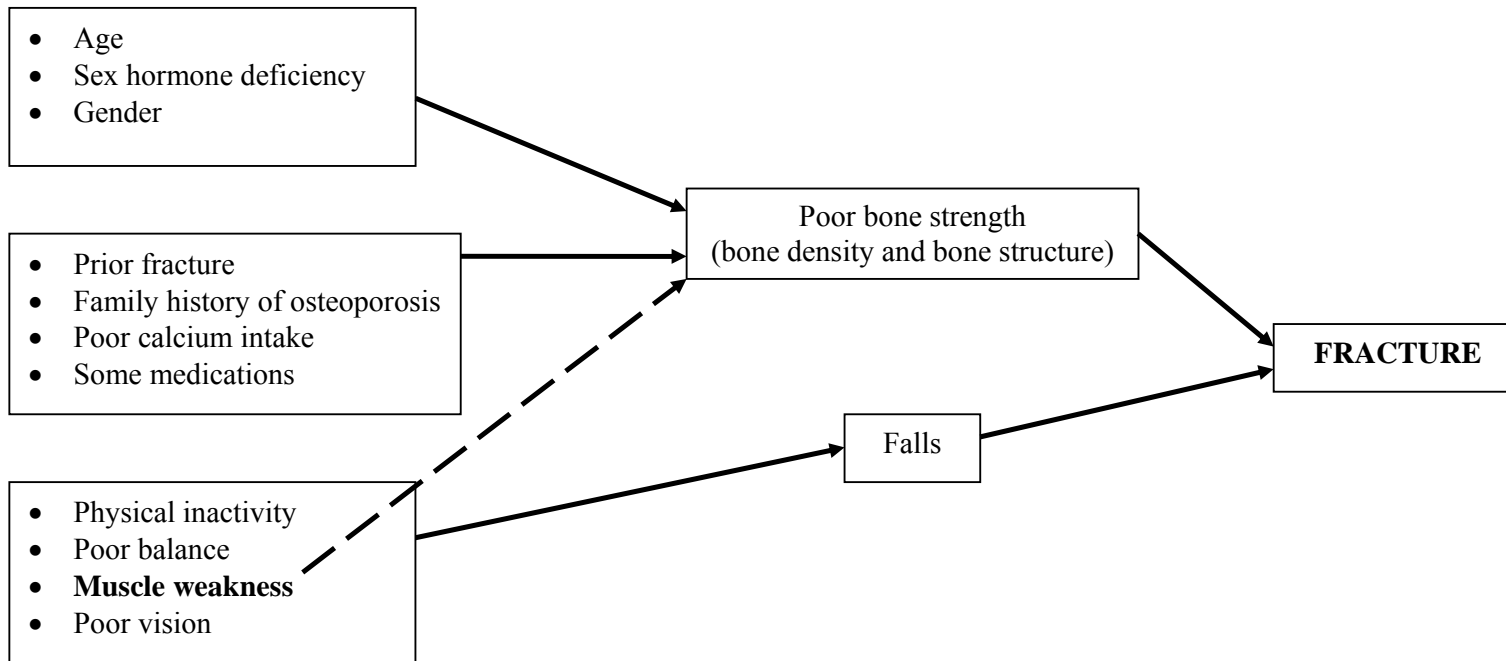 • Age
• Sex hormone deficiency
• Gender
Poor bone strength
(bone density and bone structure)
• Prior fracture
• Family history of osteoporosis
• Poor calcium intake
• Some medications
FRACTURE
Falls
• Physical inactivity
• Poor balance
• Muscle weakness
• Poor vision